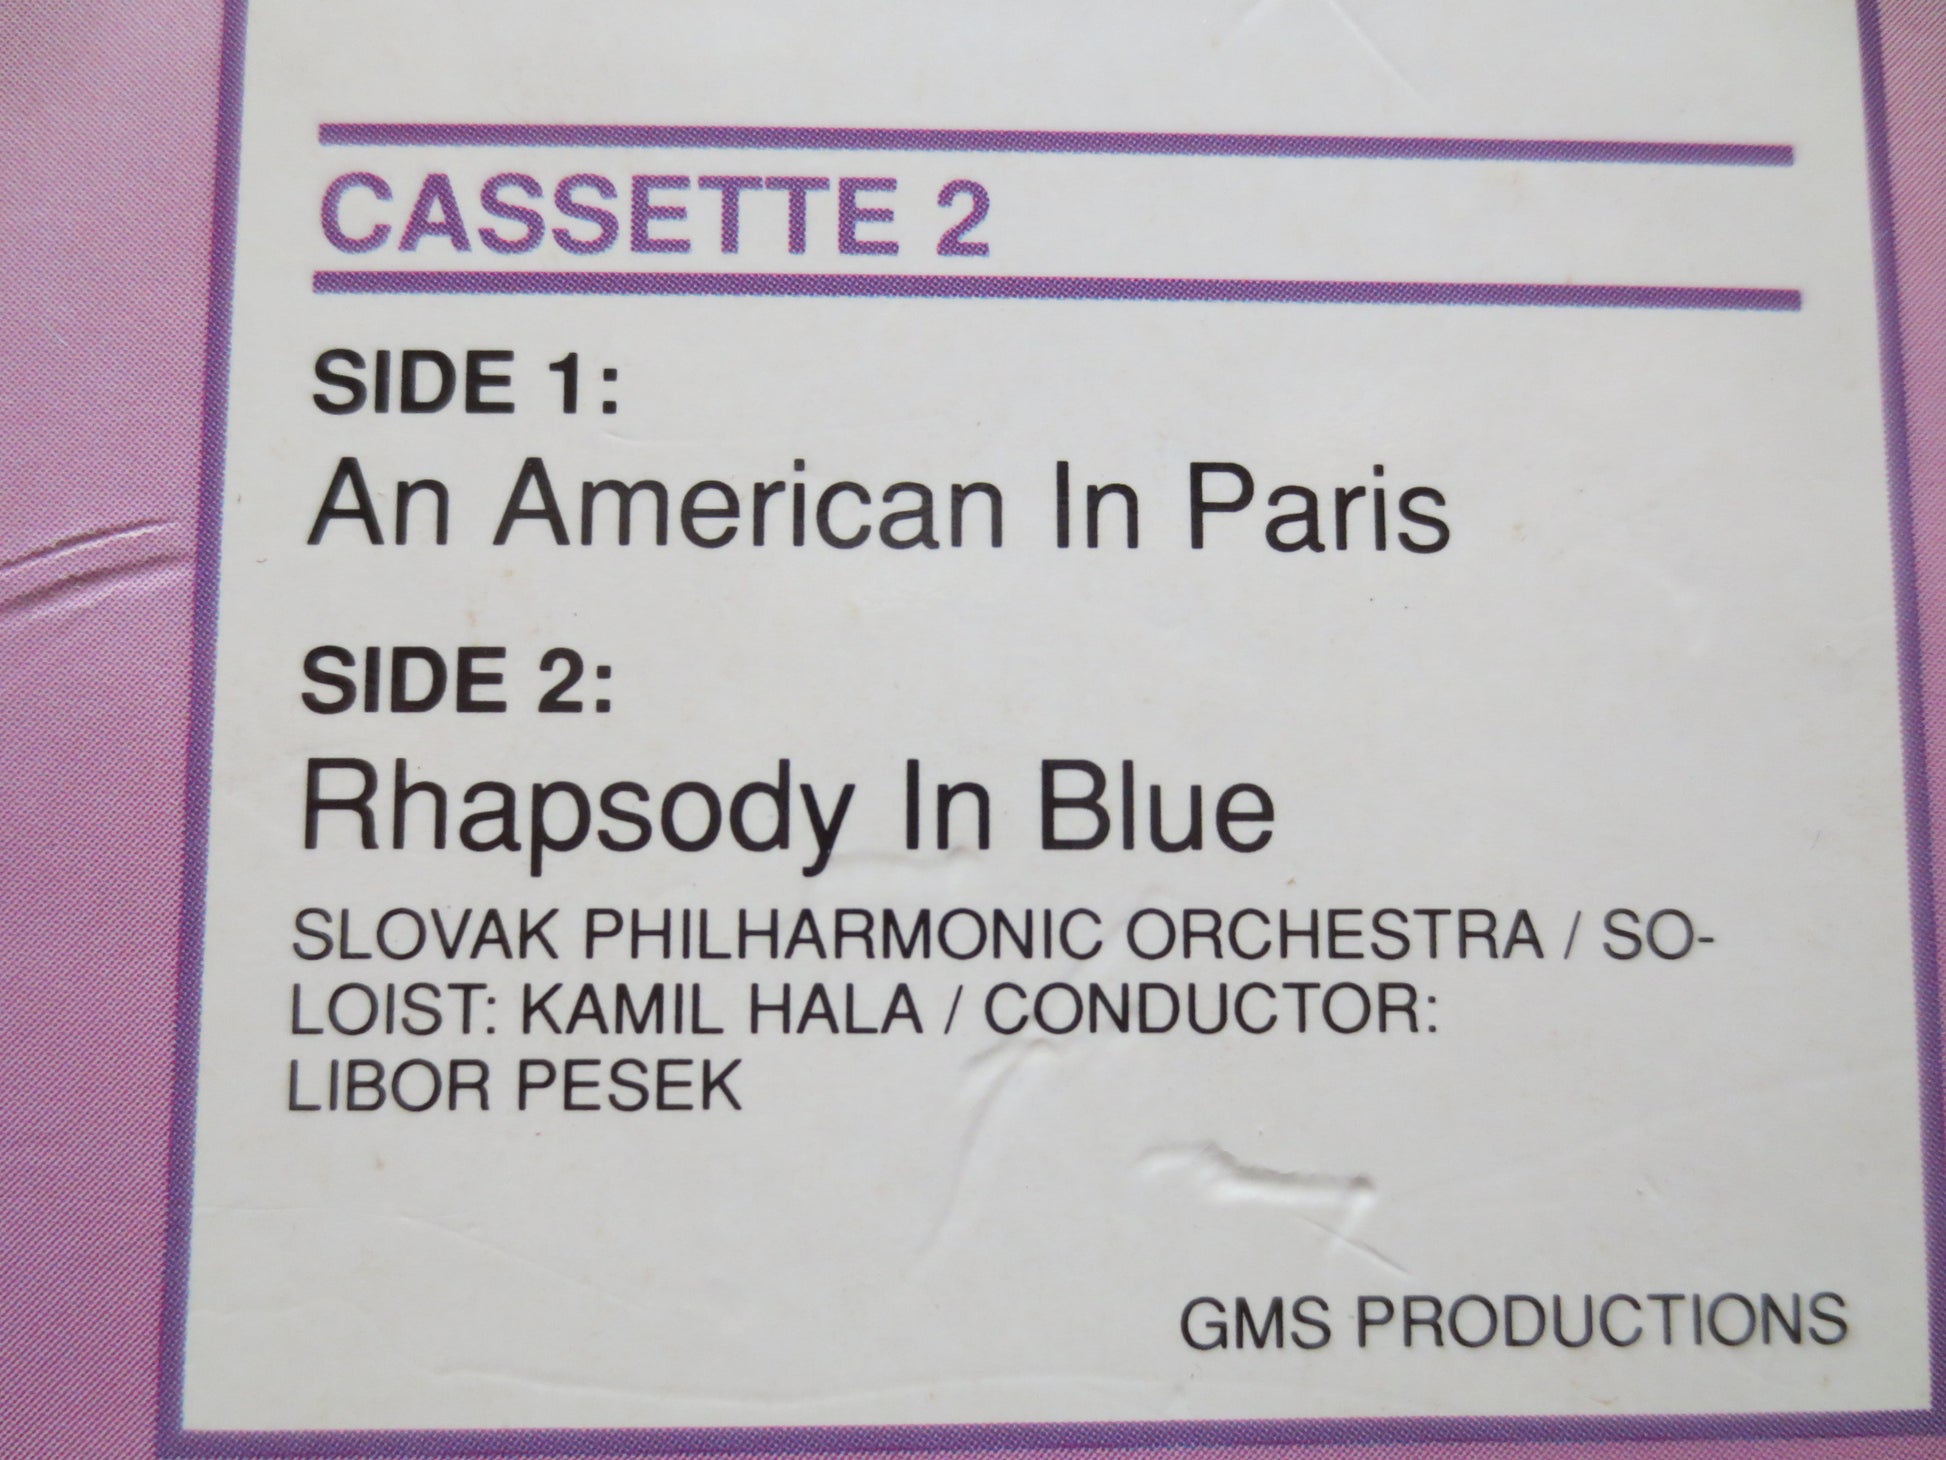 CASSETTE 2
SIDE 1:
An American In Paris
SIDE 2:
Rhapsody In Blue
SLOVAK PHILHARMONIC ORCHESTRA / SO-
LOIST: KAMIL HALA / CONDUCTOR:
LIBOR PESEK
GMS PRODUCTIONS